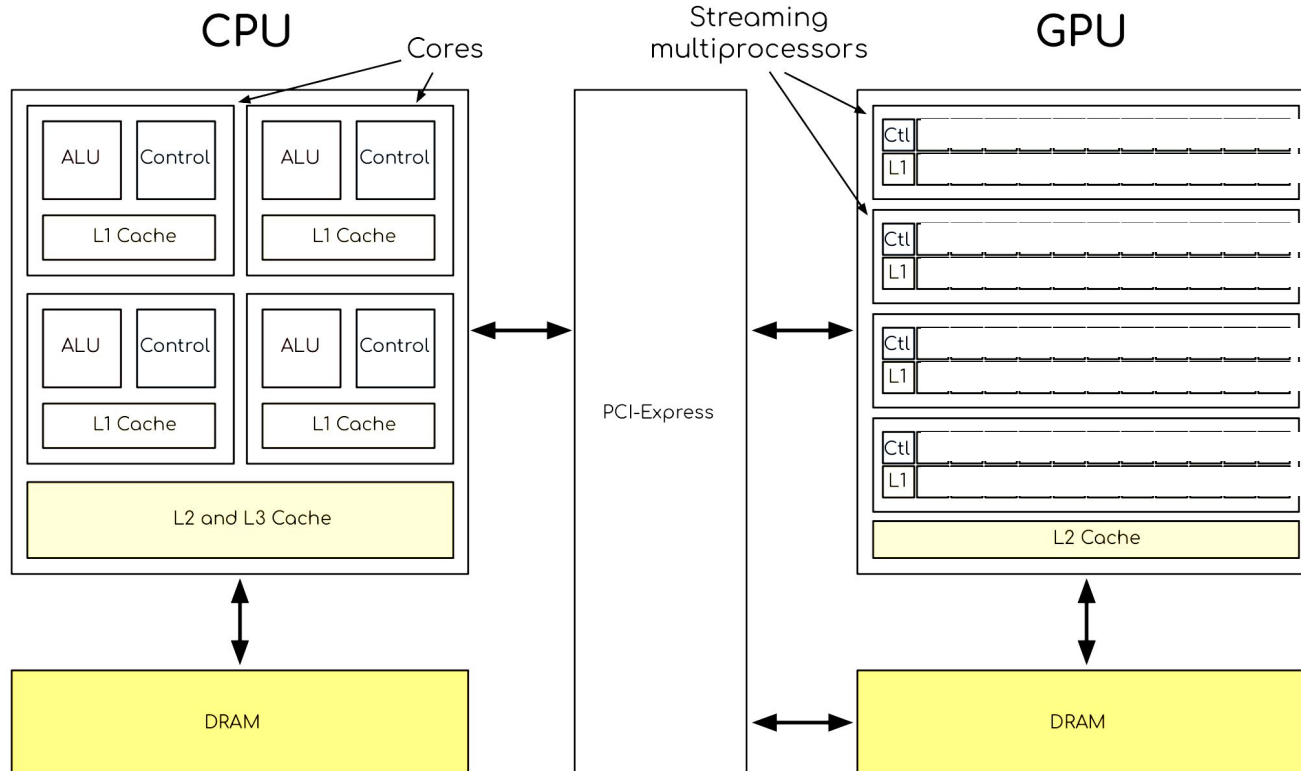 CPU
Cores
Streaming
multiprocessors
GPU
ALU
Control
L1 Cache
ALU
Control
L1 Cache
ALU
Control
L1 Cache
ALU
Control
L1 Cache
L2 and L3 Cache
DRAM
PCI-Express
Ctl
L1
Ctl
L1
Ctl
L1
Ctl
L1
L2 Cache
DRAM